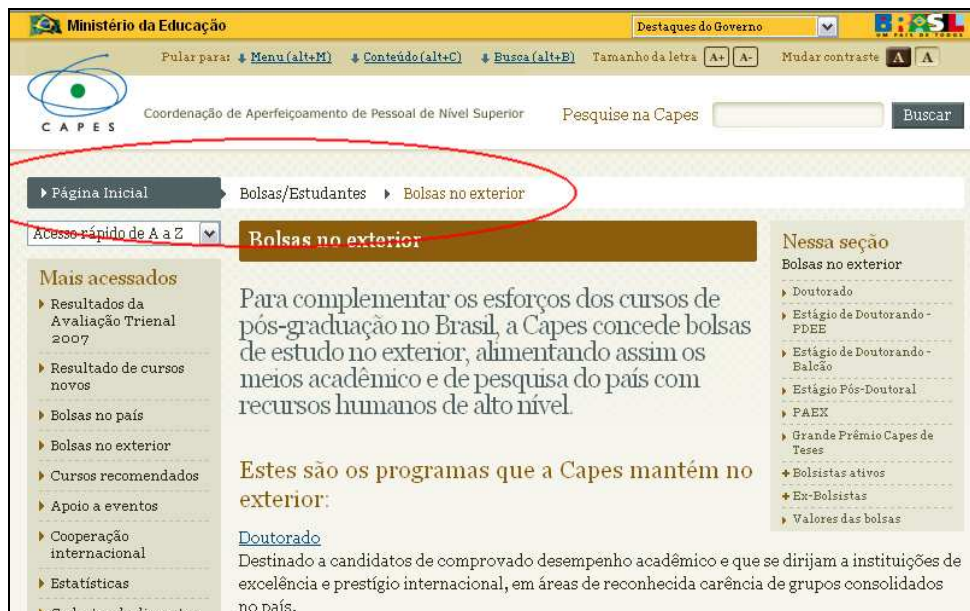 Ministério da Educação
Destaques do Governo
BRASIL
UM PAÍS DE TODOS
Pular para: Menu (alt+M) Conteúdo (alt+C) Busca (alt+B) Tamanho da letra A+ A- Mudar contraste A A
CAPES
Coordenação de Aperfeiçoamento de Pessoal de Nível Superior
Pesquise na Capes
Buscar
Página Inicial
Bolsas/Estudantes
Bolsas no exterior
Acesso rápido de A a Z
Mais acessados
Resultados da
Avaliação Trienal
2007
Resultado de cursos
novos
Bolsas no país
Bolsas no exterior
Cursos recomendados
Apoio a eventos
Cooperação
internacional
Estatísticas
Bolsas no exterior
Para complementar os esforços dos cursos de
pós-graduação no Brasil, a Capes concede bolsas
de estudo no exterior, alimentando assim os
meios acadêmico e de pesquisa do país com
recursos humanos de alto nível.
Estes são os programas que a Capes mantém no
exterior:
Doutorado
Destinado a candidatos de comprovado desempenho acadêmico e que se dirijam a instituições de
excelência e prestígio internacional, em áreas de reconhecida carência de grupos consolidados
no país.
Nessa seção
Bolsas no exterior
Doutorado
Estágio de Doutorando -
PDEE
Estágio de Doutorando -
Balcão
Estágio Pós-Doutoral
PAEX
Grande Prêmio Capes de
Teses
+ Bolsistas ativos
+ Ex-Bolsistas
Valores das bolsas